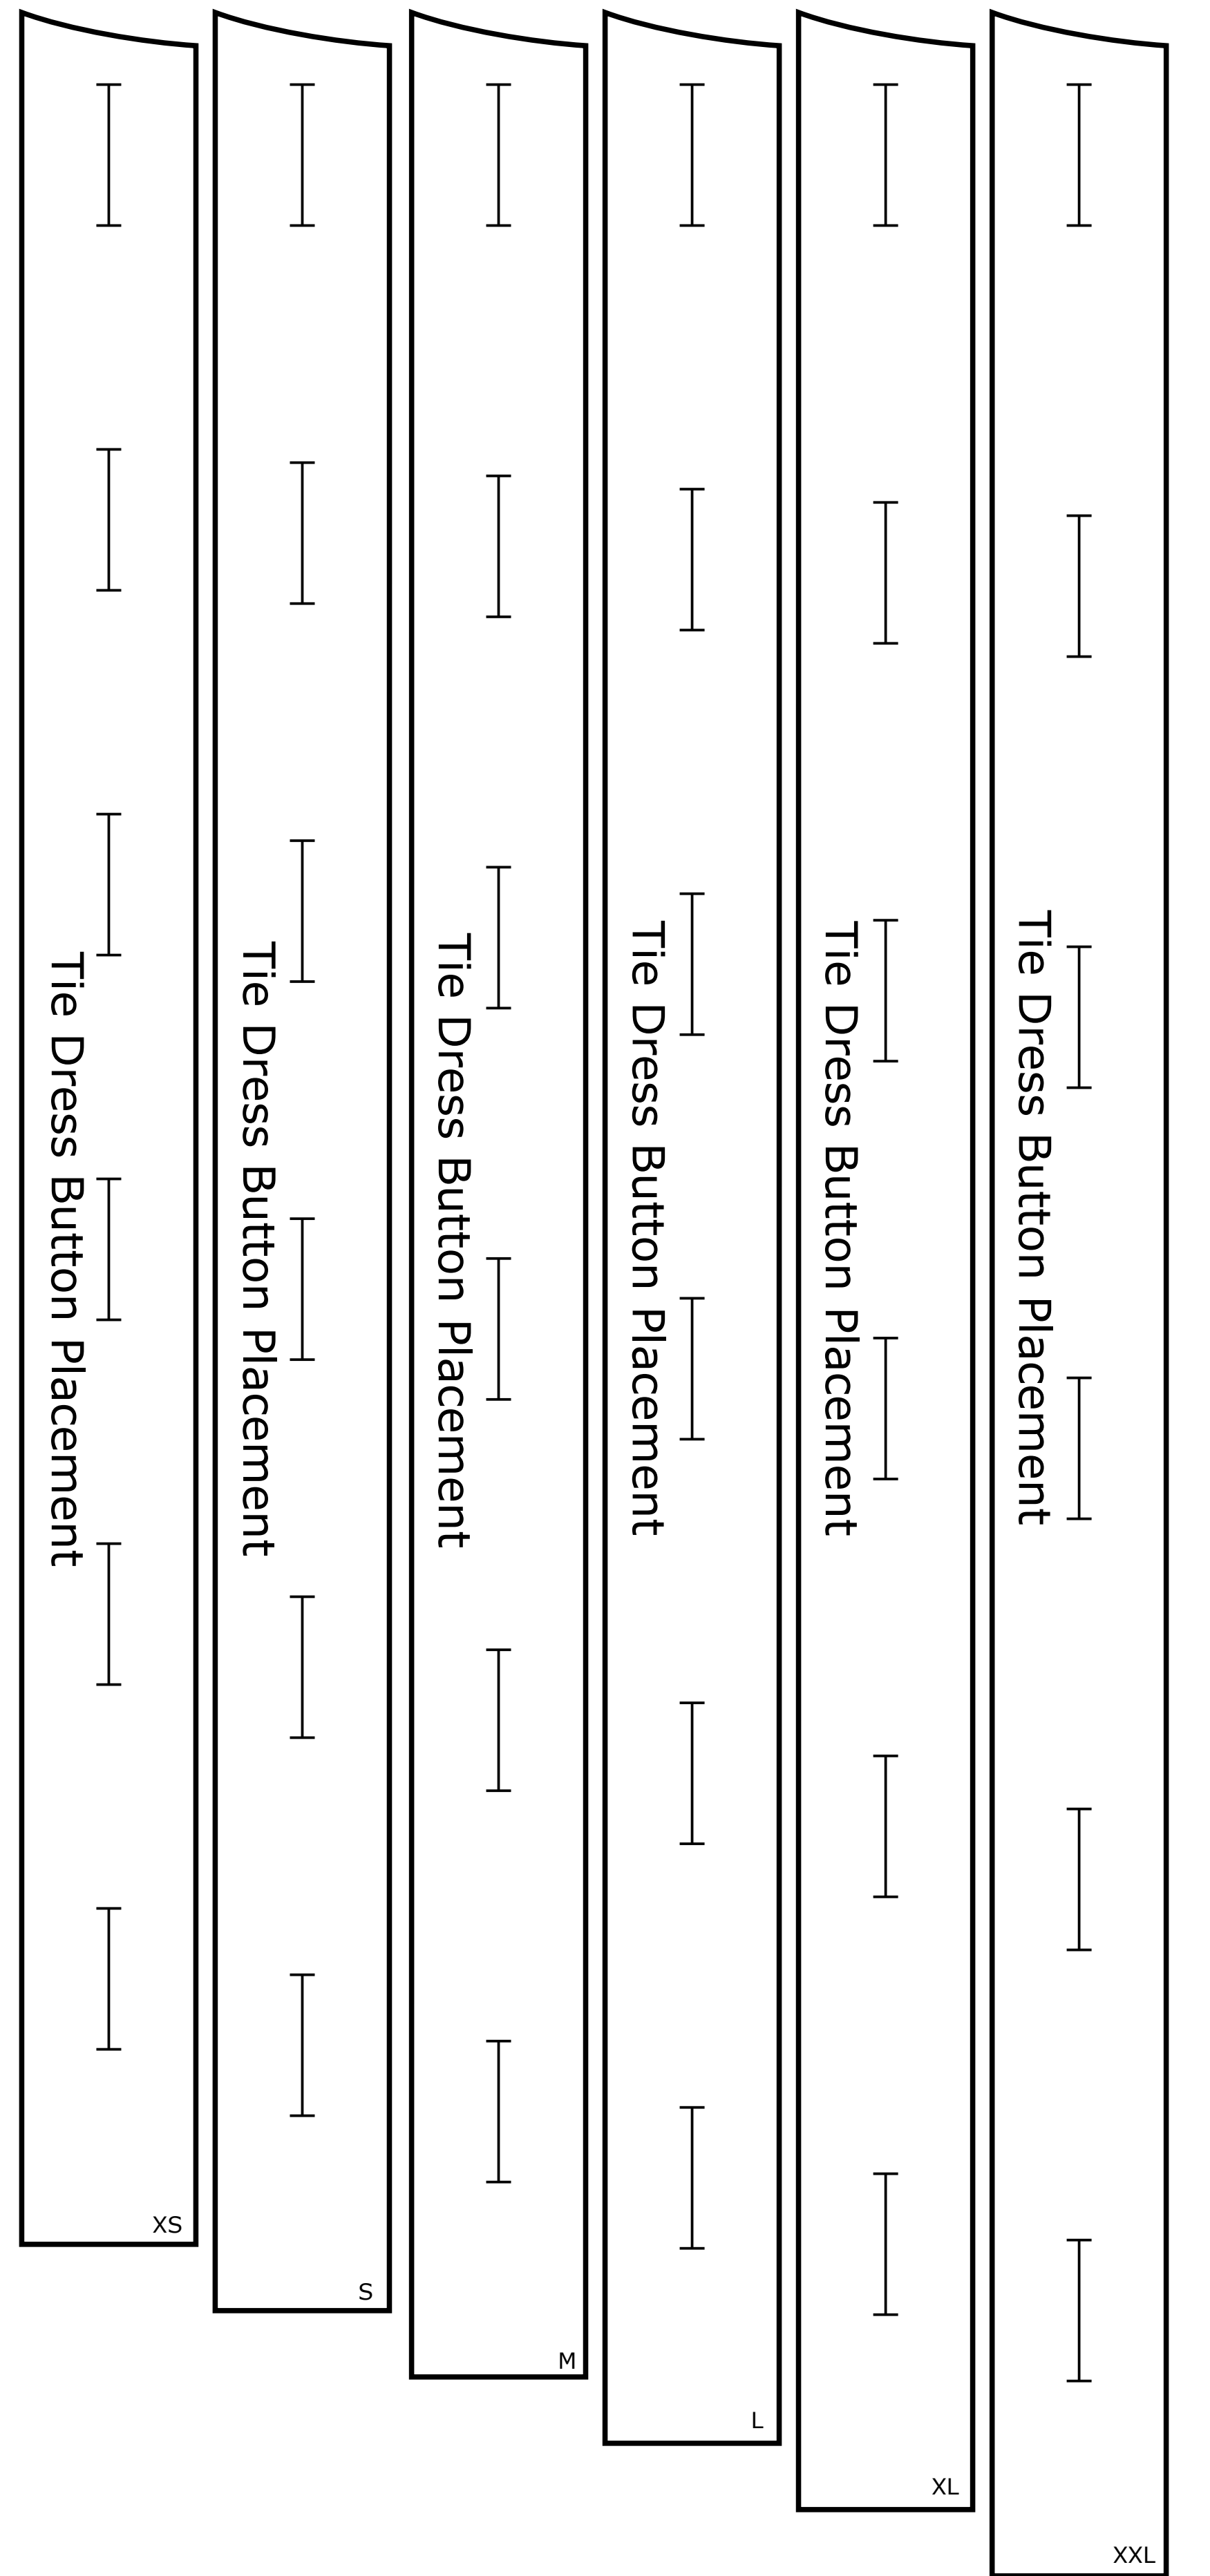 Tie Dress Button Placement
XS
Tie Dress Button Placement
S
Tie Dress Button Placement
M
Tie Dress Button Placement
L
Tie Dress Button Placement
XL
Tie Dress Button Placement
XXL